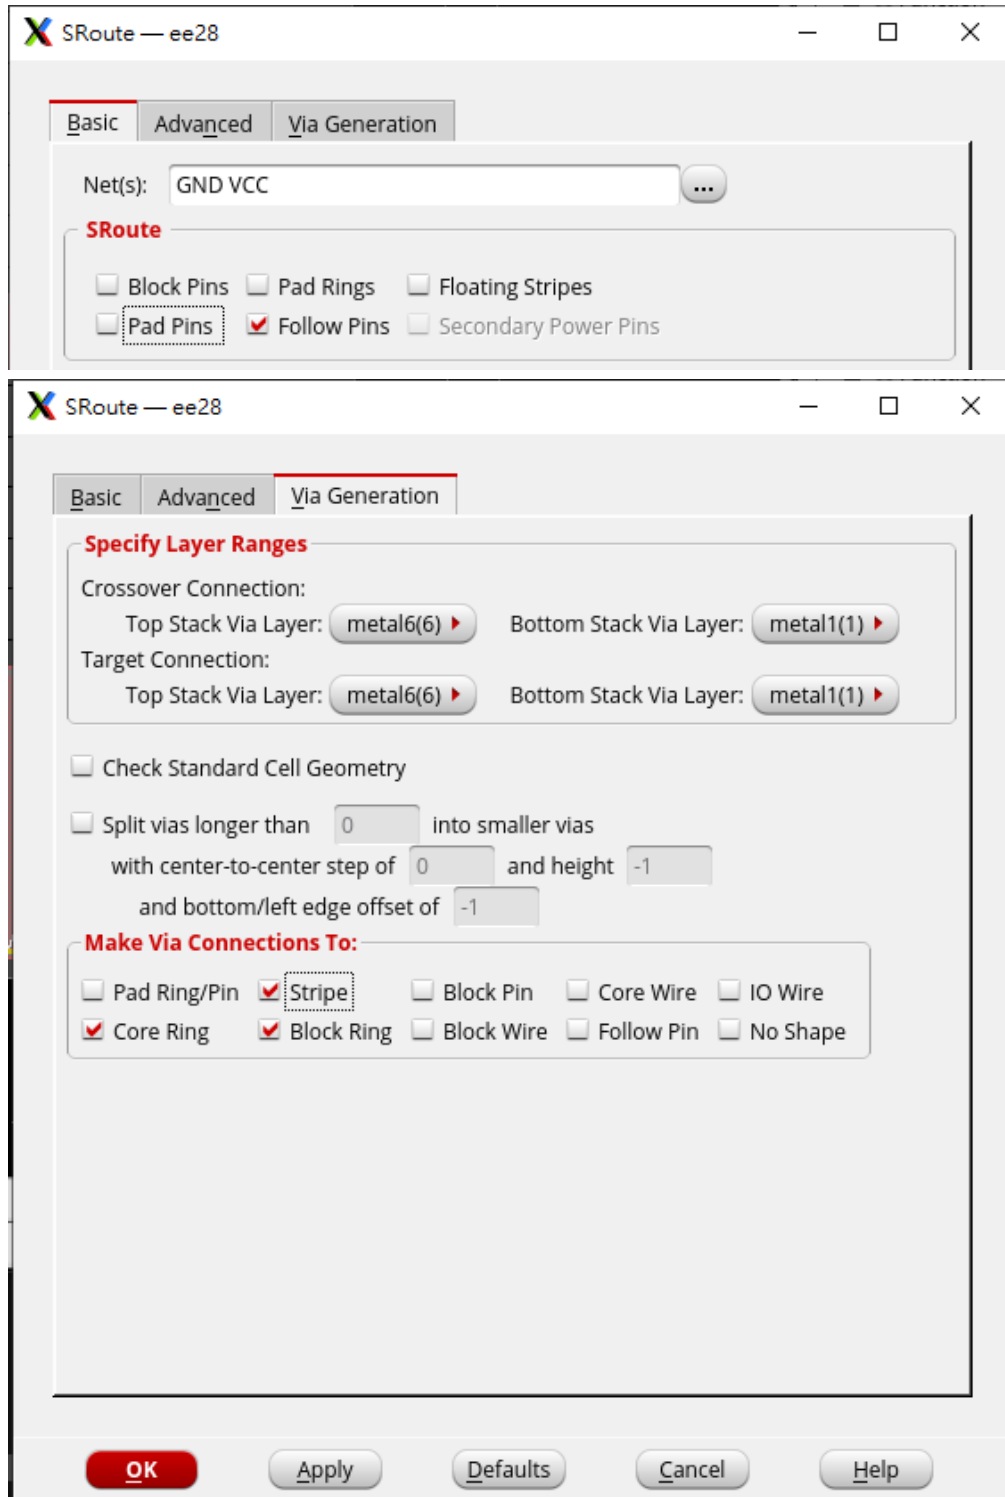 SRoute — ee28
Basic Advanced Via Generation
Net(s): GND VCC ...
SRoute
Block Pins Pad Rings Floating Stripes
Pad Pins Follow Pins Secondary Power Pins
SRoute — ee28
Basic Advanced Via Generation
Specify Layer Ranges
Crossover Connection:
Top Stack Via Layer: metal6(6) Bottom Stack Via Layer: metal1(1)
Target Connection:
Top Stack Via Layer: metal6(6) Bottom Stack Via Layer: metal1(1)
Check Standard Cell Geometry
Split vias longer than 0 into smaller vias
with center-to-center step of 0 and height -1
and bottom/left edge offset of -1
Make Via Connections To:
Pad Ring/Pin Stripe Block Pin Core Wire IO Wire
Core Ring Block Ring Block Wire Follow Pin No Shape
OK Apply Defaults Cancel Help